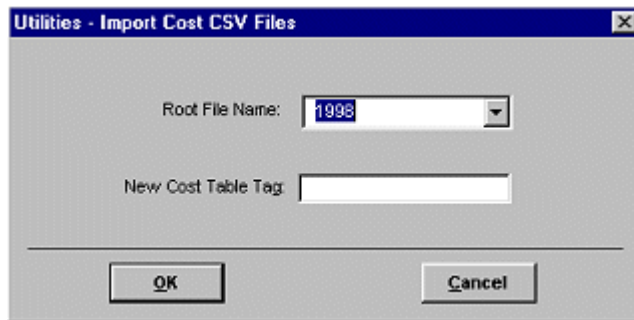 Utilities - Import Cost CSV Files
Root File Name: 1998
New Cost Table Tag:
OK Cancel